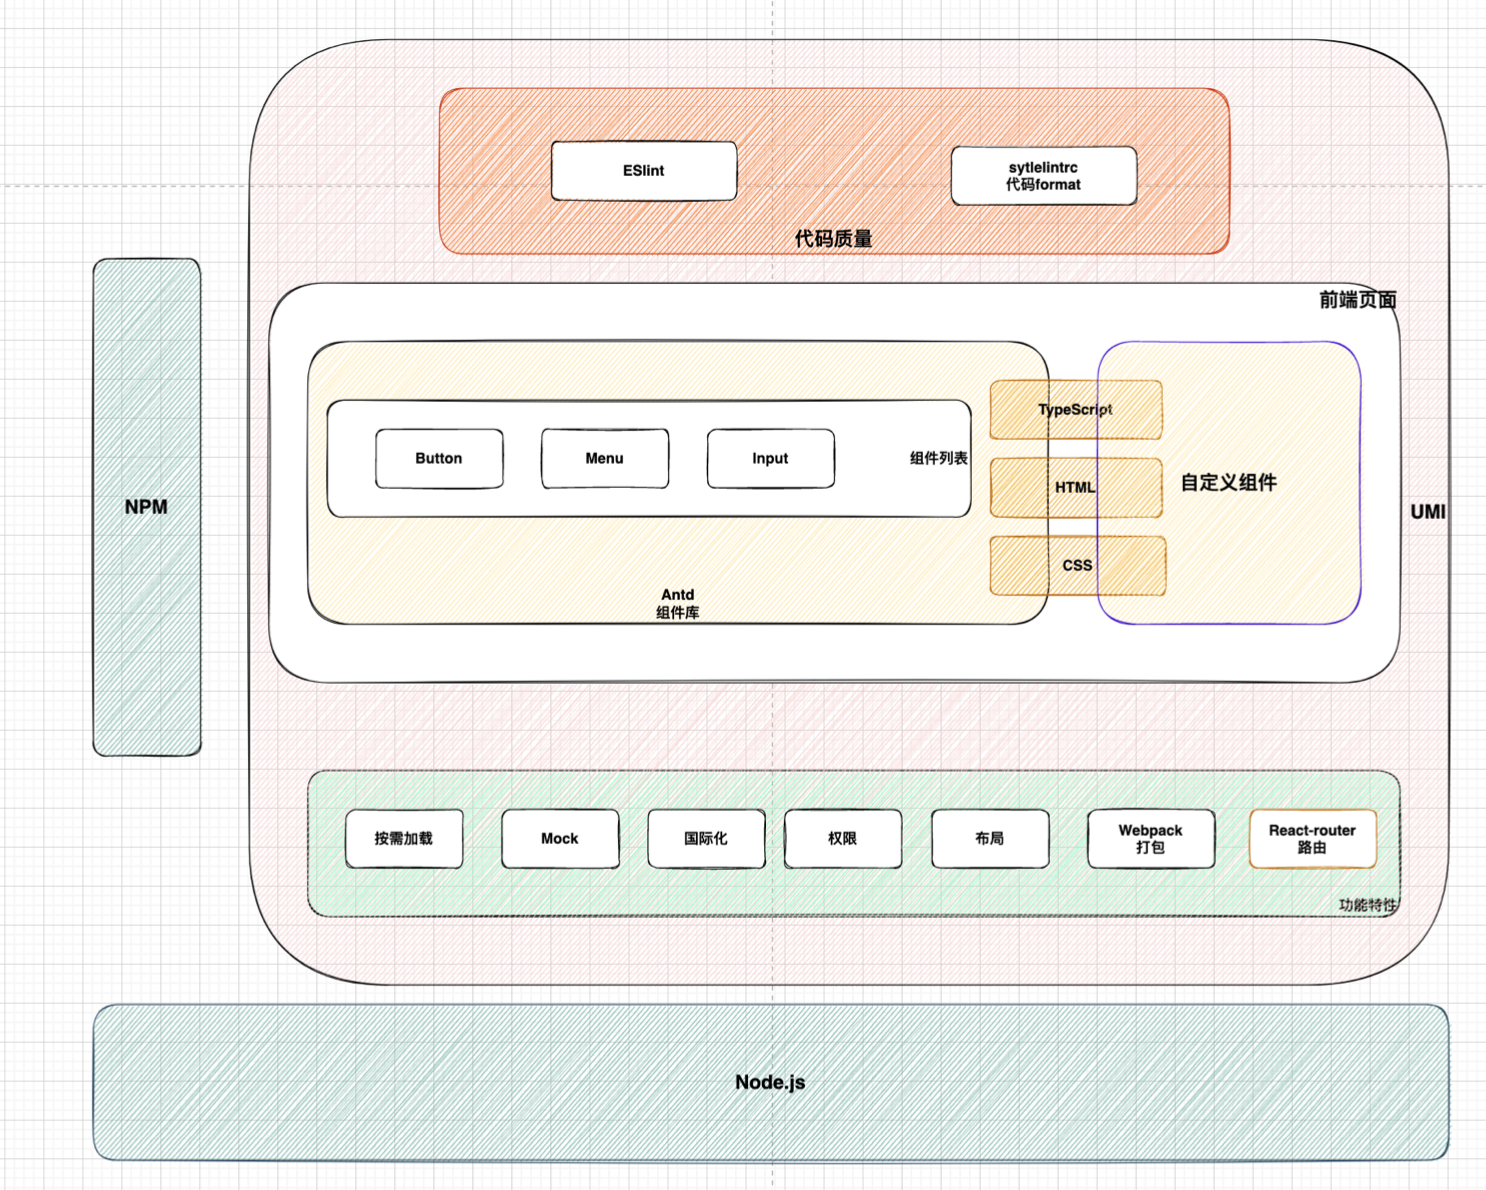 ESlint
sytlelintrc
代码format
代码质量
前端页面
Button
Menu
Input
组件列表
TypeScript
HTML
CSS
自定义组件
Antd
组件库
NPM
UMI
按需加载
Mock
国际化
权限
布局
Webpack
打包
React-router
路由
功能特性
Node.js